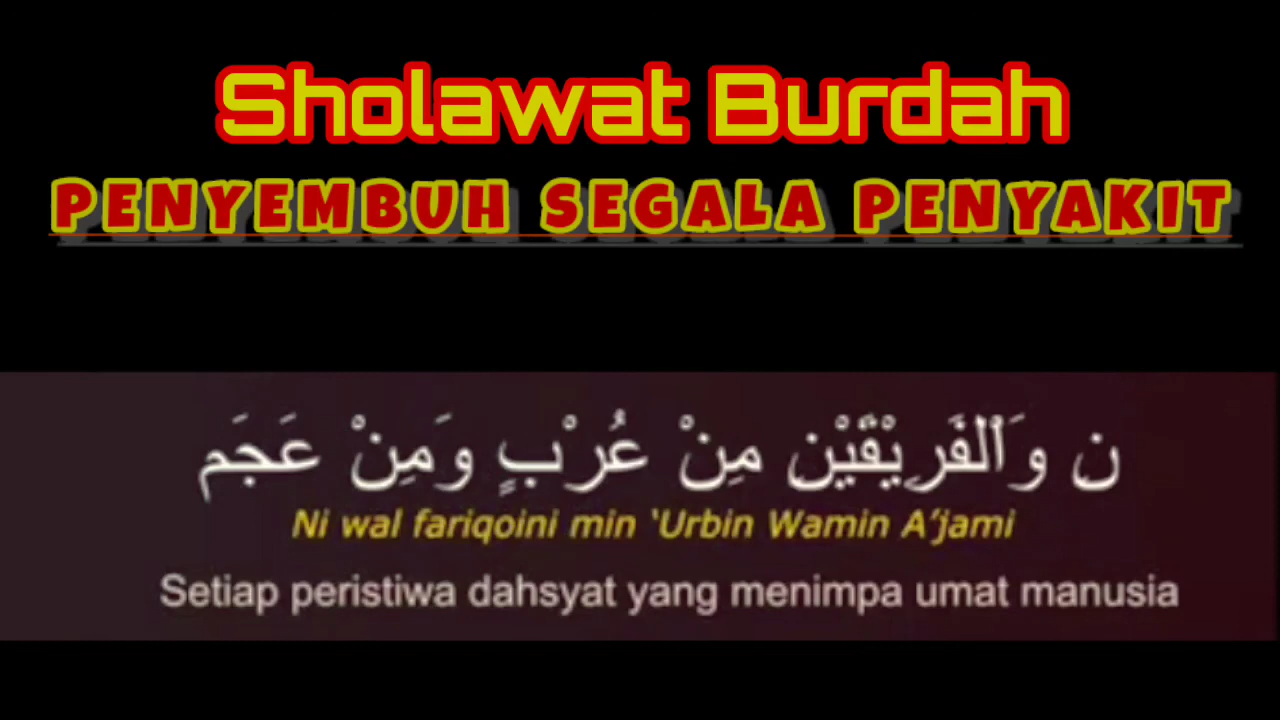 Sholawat Burdah
PENYEMBUH SEGALA PENYAKIT
نِ وَالْفَرِيْقَيْنِ مِنْ عُرْبٍ وَمِنْ عَجَم
Ni wal fariqoini min ‘Urbin Wamin A‘jami
Setiap peristiwa dahsyat yang menimpa umat manusia